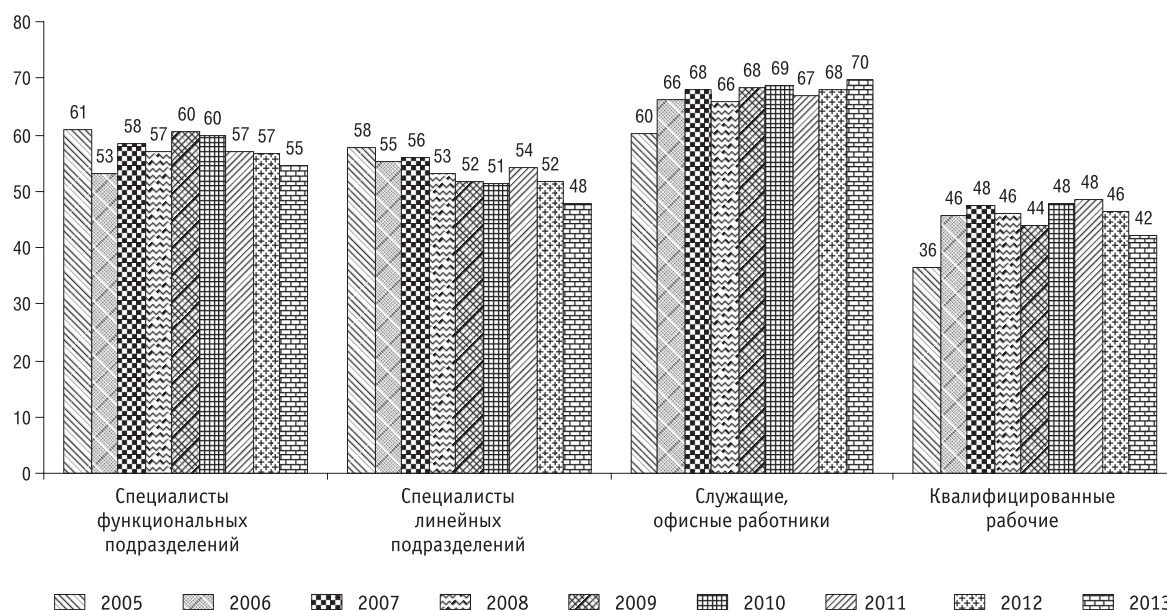 80
70
60
50
40
30
20
10
0
61 53 58 57 60 60 57 57 55
58 55 56 53 52 51 54 52 48
60 66 68 66 68 69 67 68 70
36 46 48 46 44 48 48 46 42
Специалисты
функциональных
подразделений
Специалисты
линейных
подразделений
Служащие,
офисные работники
Квалифицированные
рабочие
2005 2006 2007 2008 2009 2010 2011 2012 2013